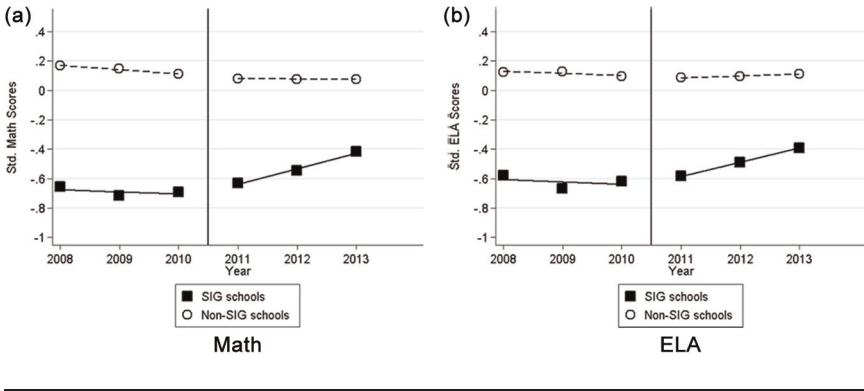 (a)
.4
.2
0
-.2
-.4
-.6
-.8
-1
Std. Math Scores
2008 2009 2010 2011 2012 2013
Year
SIG schools
Non-SIG schools
Math
(b)
.4
.2
0
-.2
-.4
-.6
-.8
-1
Std. ELA Scores
2008 2009 2010 2011 2012 2013
Year
SIG schools
Non-SIG schools
ELA